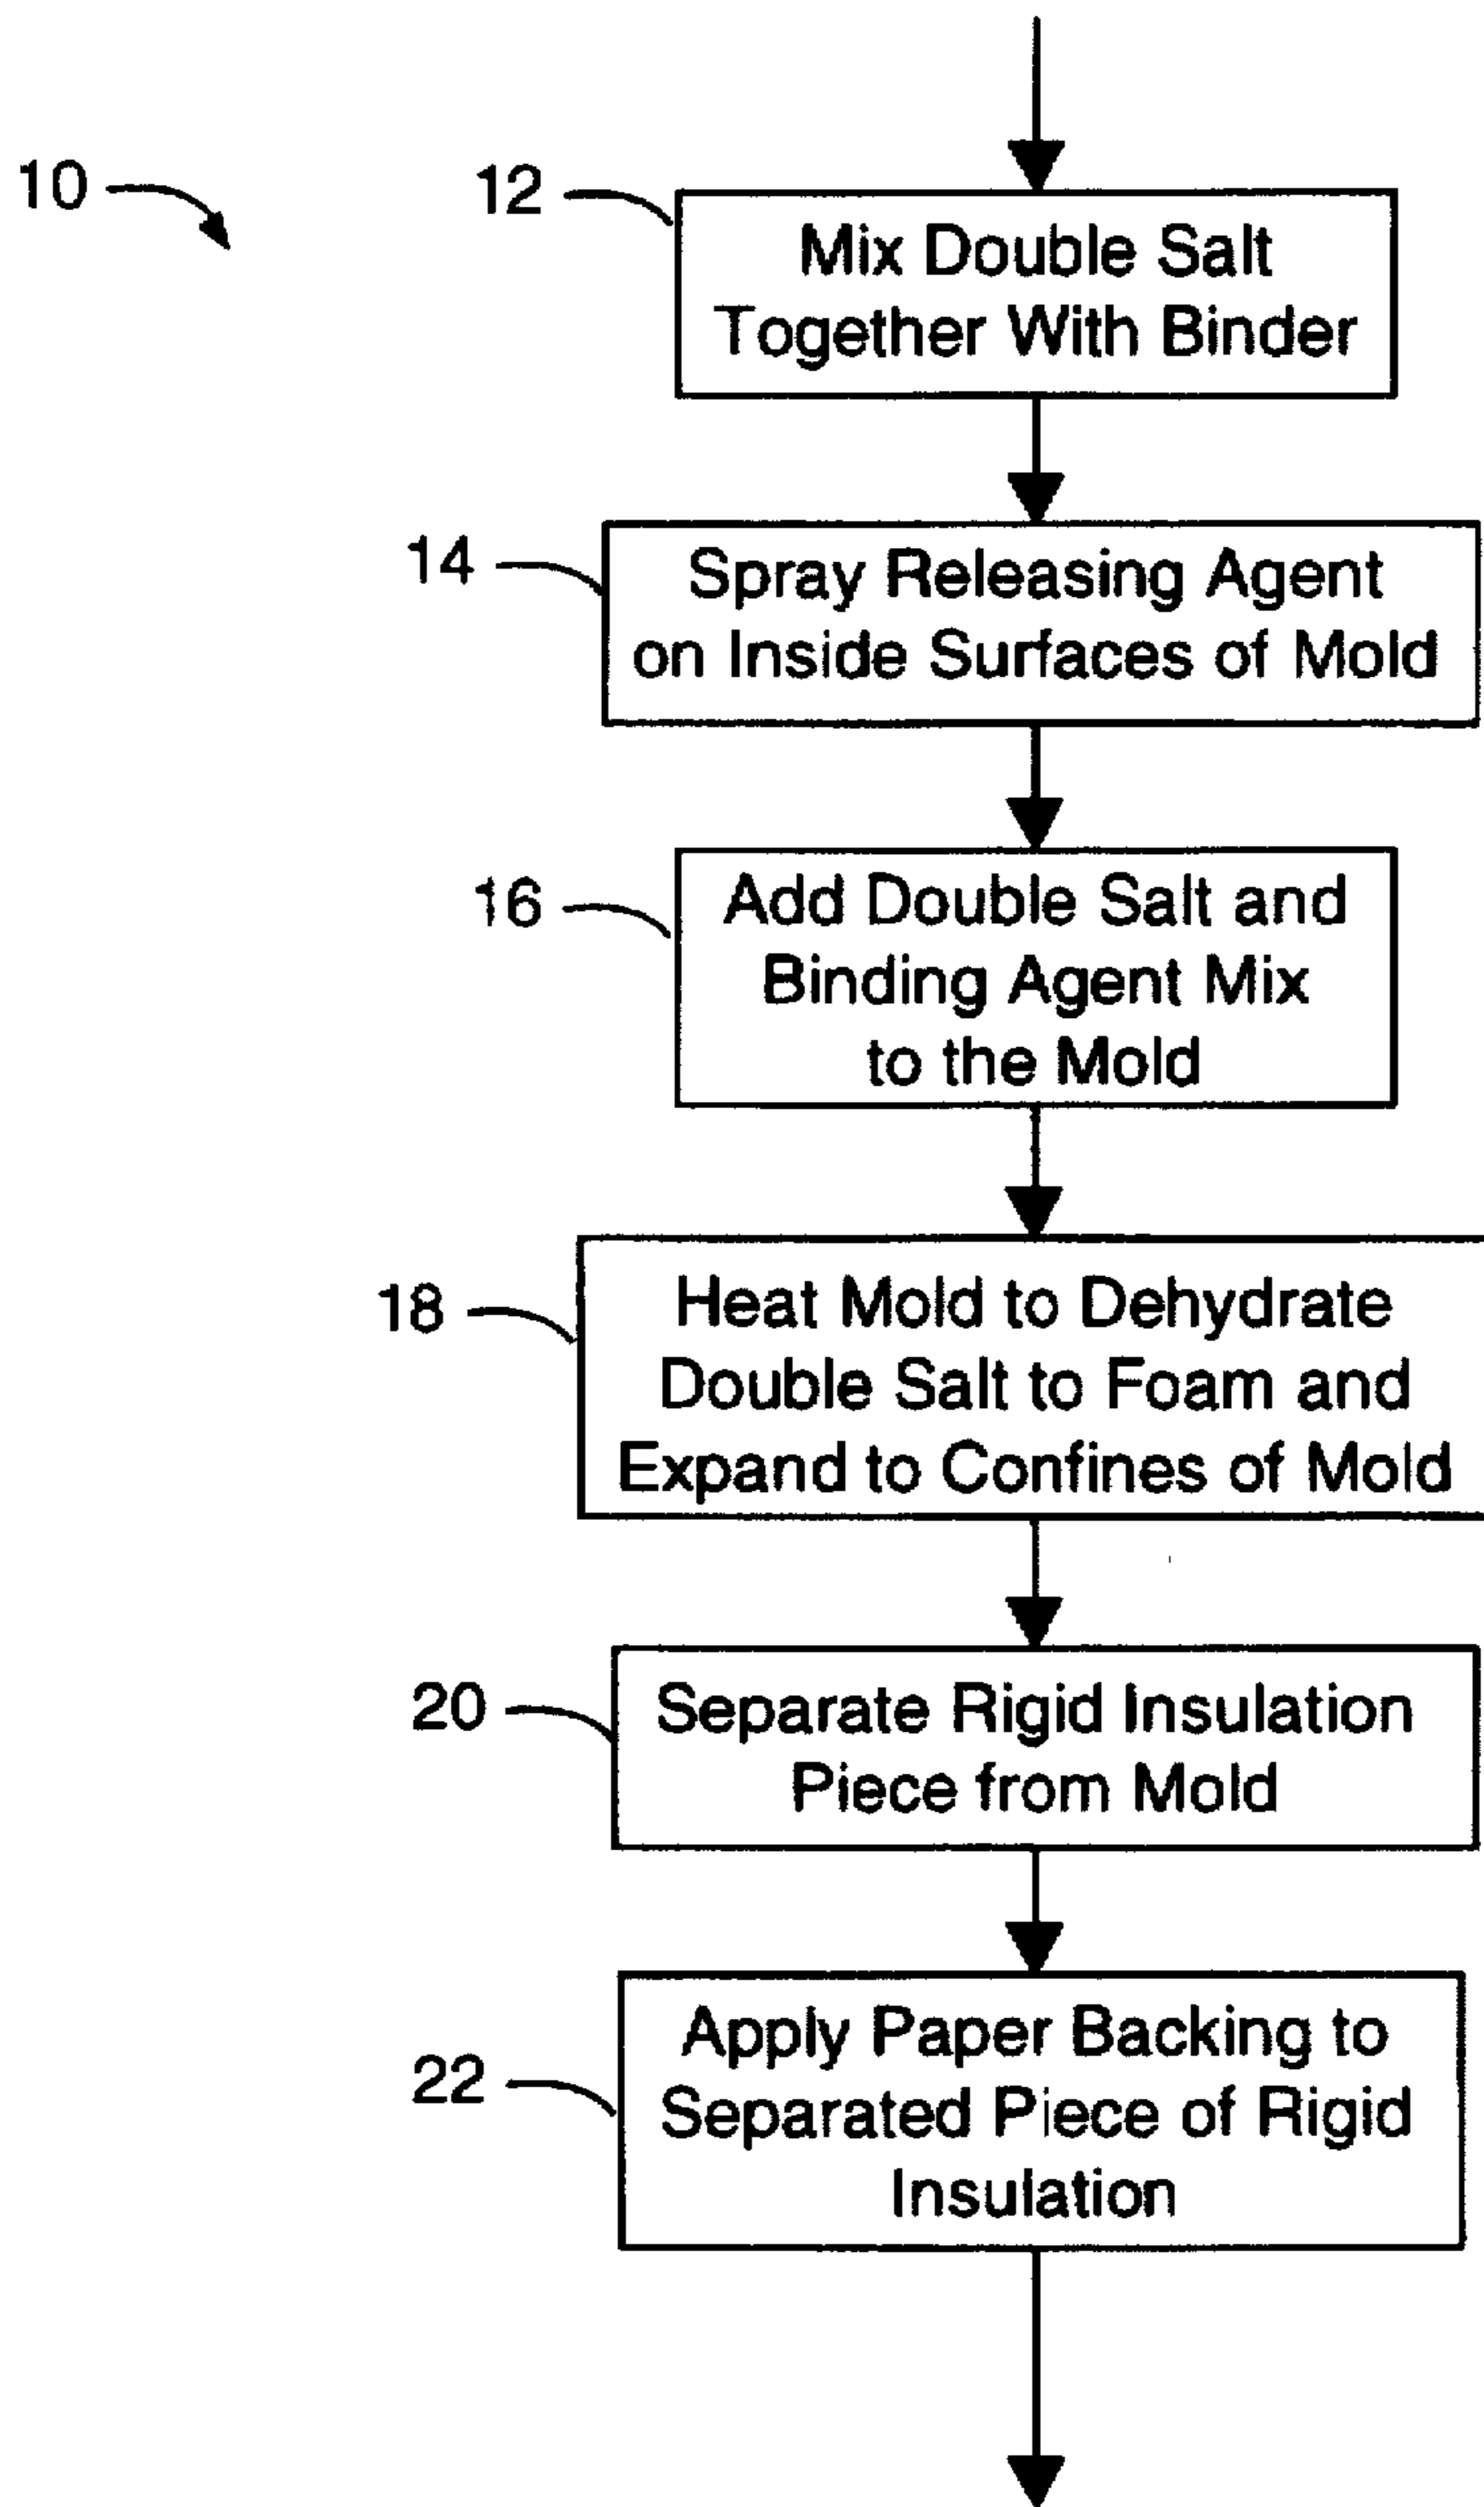 10
12
Mix Double Salt
Together With Binder
14
Spray Releasing Agent
on Inside Surfaces of Mold
16
Add Double Salt and
Binding Agent Mix
to the Mold
18
Heat Mold to Dehydrate
Double Salt to Foam and
Expand to Confines of Mold
20
Separate Rigid Insulation
Piece from Mold
22
Apply Paper Backing to
Separated Piece of Rigid
Insulation